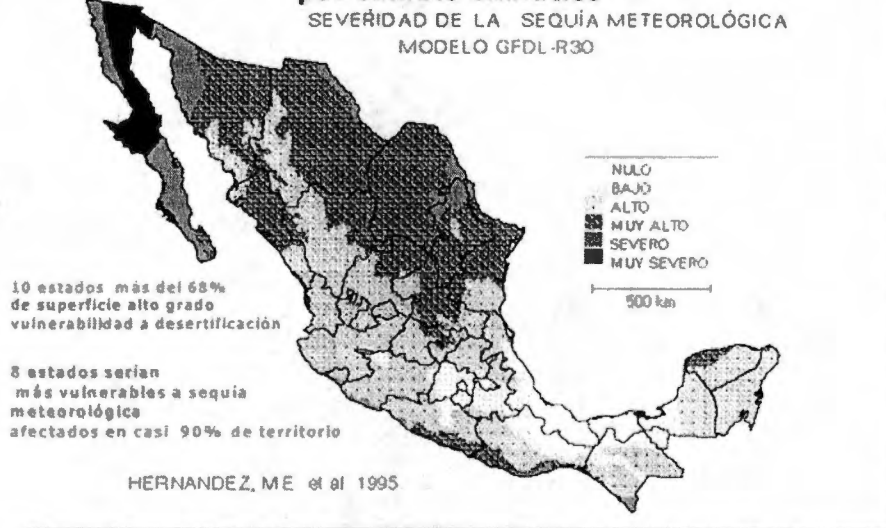 SEVERIDAD DE LA SEQUÍA METEOROLÓGICA
MODELO GFDL-R30
NULO
BAJO
ALTO
MUY ALTO
SEVERO
MUY SEVERO
500 km
10 estados más del 68%
de superficie alto grado
vulnerabilidad a desertificación
8 estados serian
más vulnerables a sequia
meteorológica
afectados en casi 90% de territorio
HERNANDEZ, M.E et al 1995